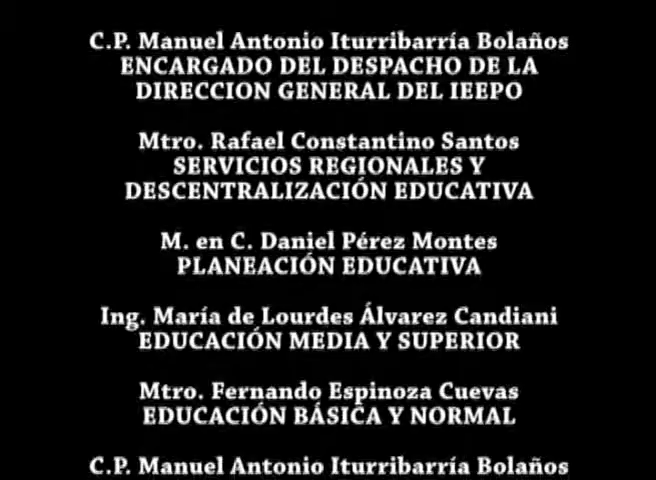 C.P. Manuel Antonio Iturribarría Bolaños
ENCARGADO DEL DESPACHO DE LA
DIRECCION GENERAL DEL IEEPO
Mtro. Rafael Constantino Santos
SERVICIOS REGIONALES Y
DESCENTRALIZACIÓN EDUCATIVA
M. en C. Daniel Pérez Montes
PLANEACIÓN EDUCATIVA
Ing. María de Lourdes Álvarez Candiani
EDUCACIÓN MEDIA Y SUPERIOR
Mtro. Fernando Espinoza Cuevas
EDUCACIÓN BÁSICA Y NORMAL
C.P. Manuel Antonio Iturribarría Bolaños